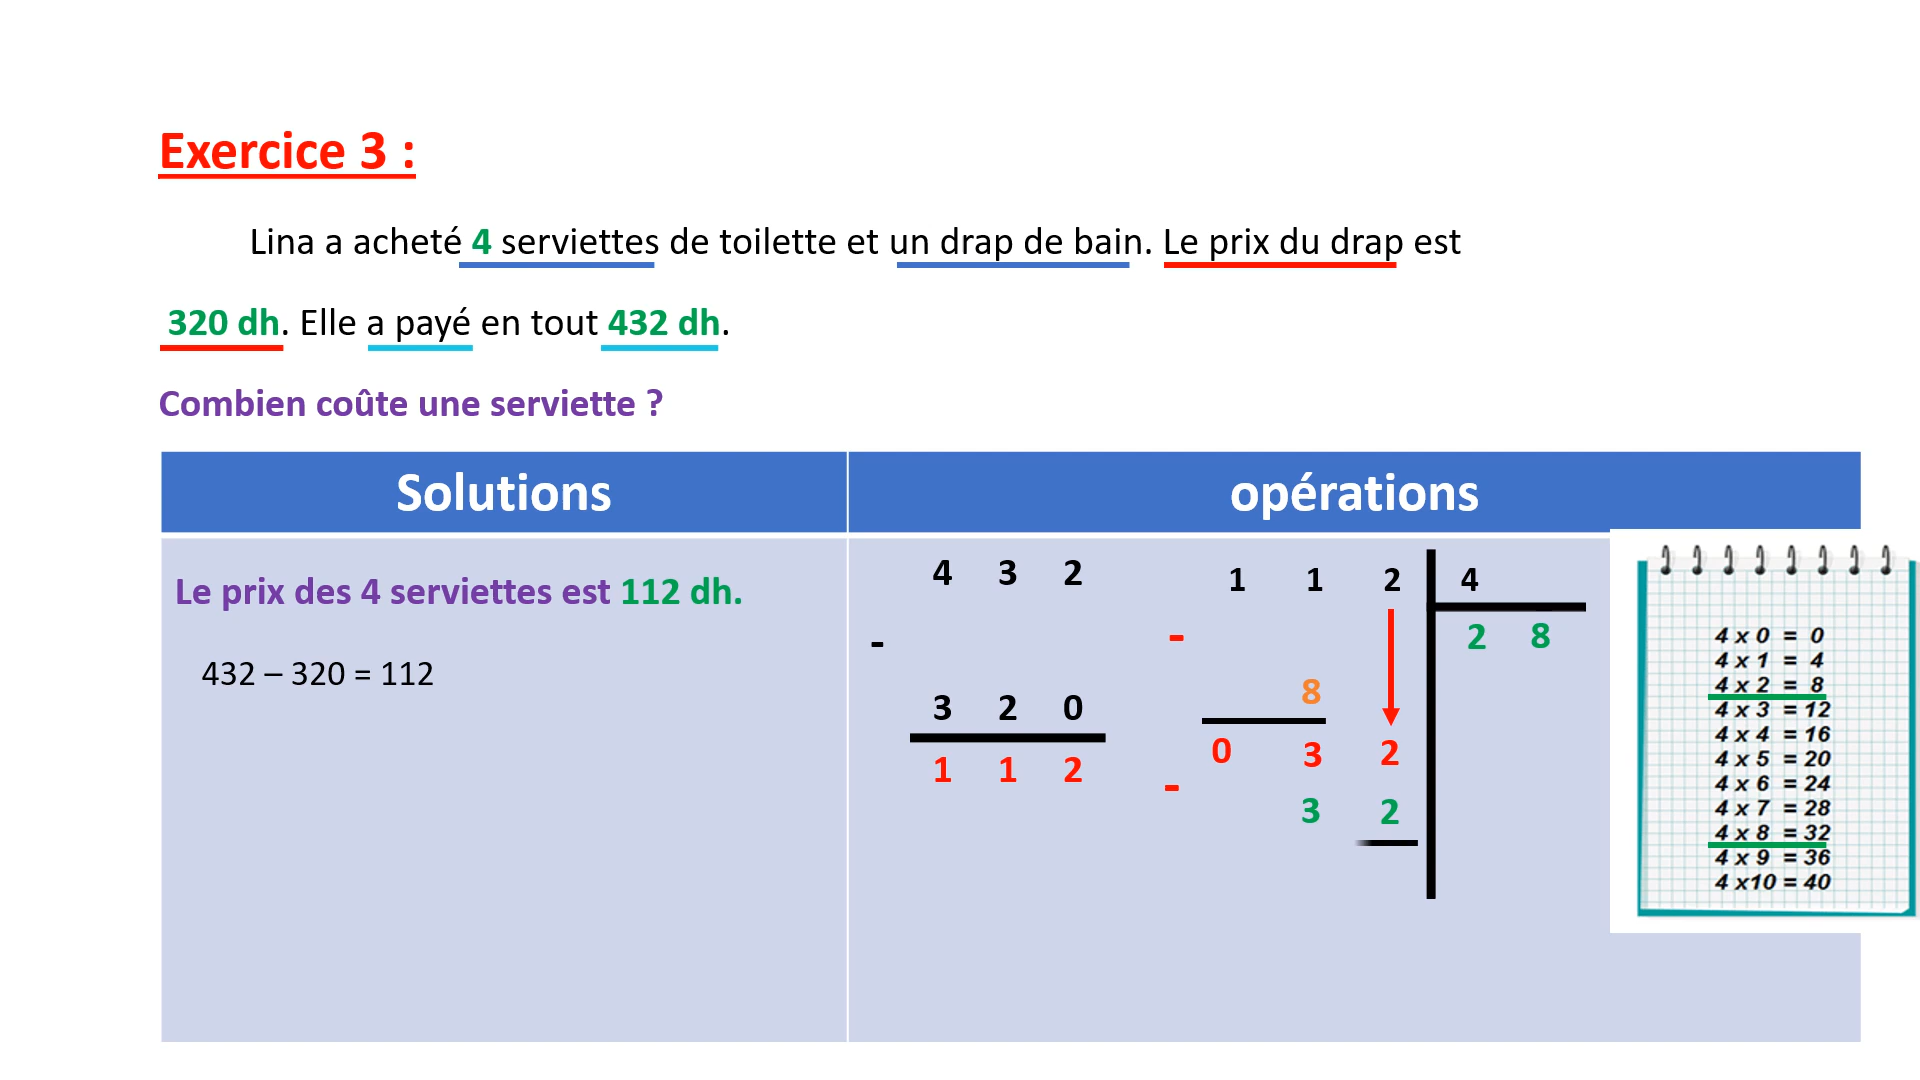 Exercice 3 :
Lina a acheté 4 serviettes de toilette et un drap de bain. Le prix du drap est
320 dh. Elle a payé en tout 432 dh.
Combien coûte une serviette ?
Solutions
opérations
Le prix des 4 serviettes est 112 dh.
432 – 320 = 112
4 3 2
-
3 2 0
1 1 2
1 1 2 4
- 2 8
8
0 3 2
-
3 2
4 x 0 = 0
4 x 1 = 4
4 x 2 = 8
4 x 3 = 12
4 x 4 = 16
4 x 5 = 20
4 x 6 = 24
4 x 7 = 28
4 x 8 = 32
4 x 9 = 36
4 x10 = 40